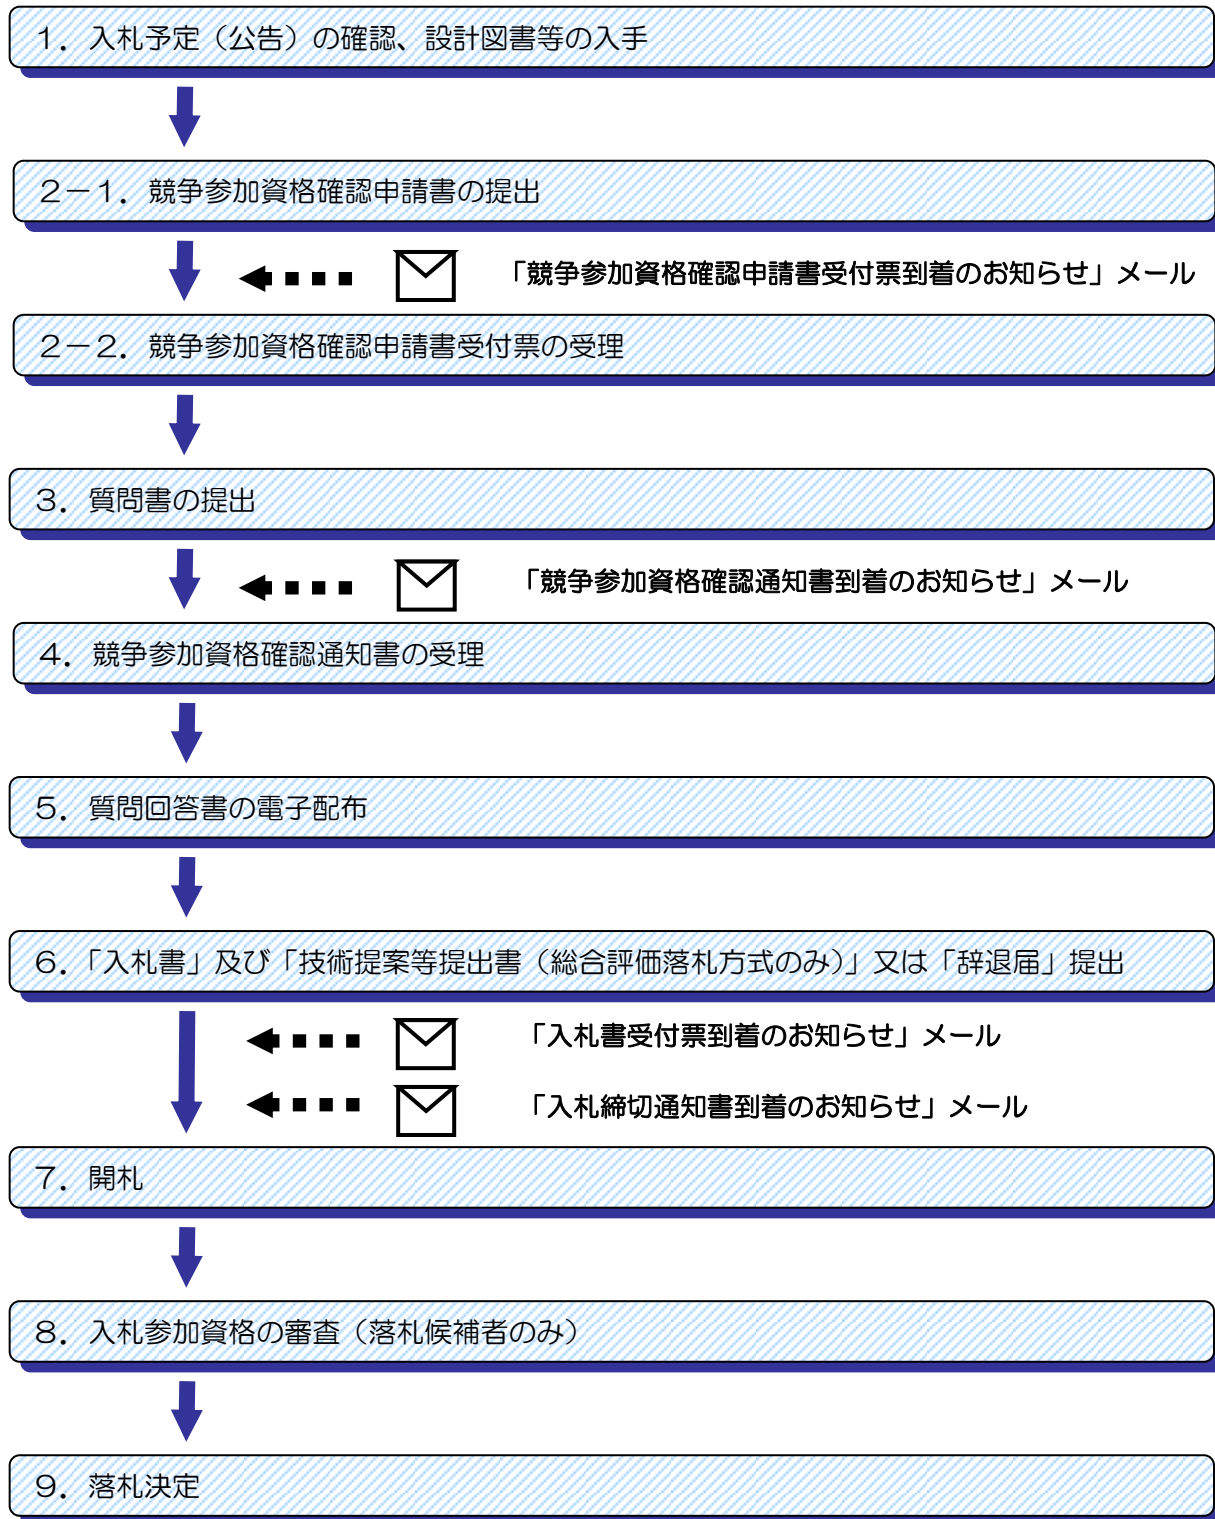 １．入札予定（公告）の確認、設計図書等の入手
２－１．競争参加資格確認申請書の提出
「競争参加資格確認申請書受付票到着のお知らせ」メール
２－２．競争参加資格確認申請書受付票の受理
３．質問書の提出
「競争参加資格確認通知書到着のお知らせ」メール
４．競争参加資格確認通知書の受理
５．質問回答書の電子配布
６．「入札書」及び「技術提案等提出書（総合評価落札方式のみ）」又は「辞退届」提出
「入札書受付票到着のお知らせ」メール
「入札締切通知書到着のお知らせ」メール
７．開札
８．入札参加資格の審査（落札候補者のみ）
９．落札決定